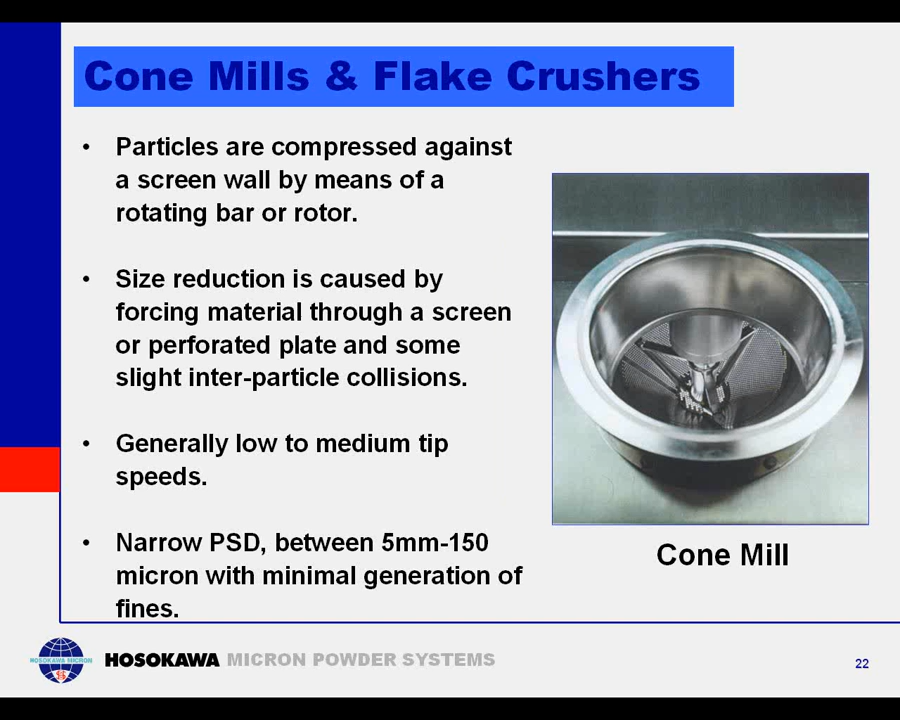 Cone Mills & Flake Crushers
• Particles are compressed against
a screen wall by means of a
rotating bar or rotor.
• Size reduction is caused by
forcing material through a screen
or perforated plate and some
slight inter-particle collisions.
• Generally low to medium tip
speeds.
• Narrow PSD, between 5mm-150
micron with minimal generation of
fines.
Cone Mill
HOSOKAWA MICRON
HOSOKAWA MICRON POWDER SYSTEMS
22